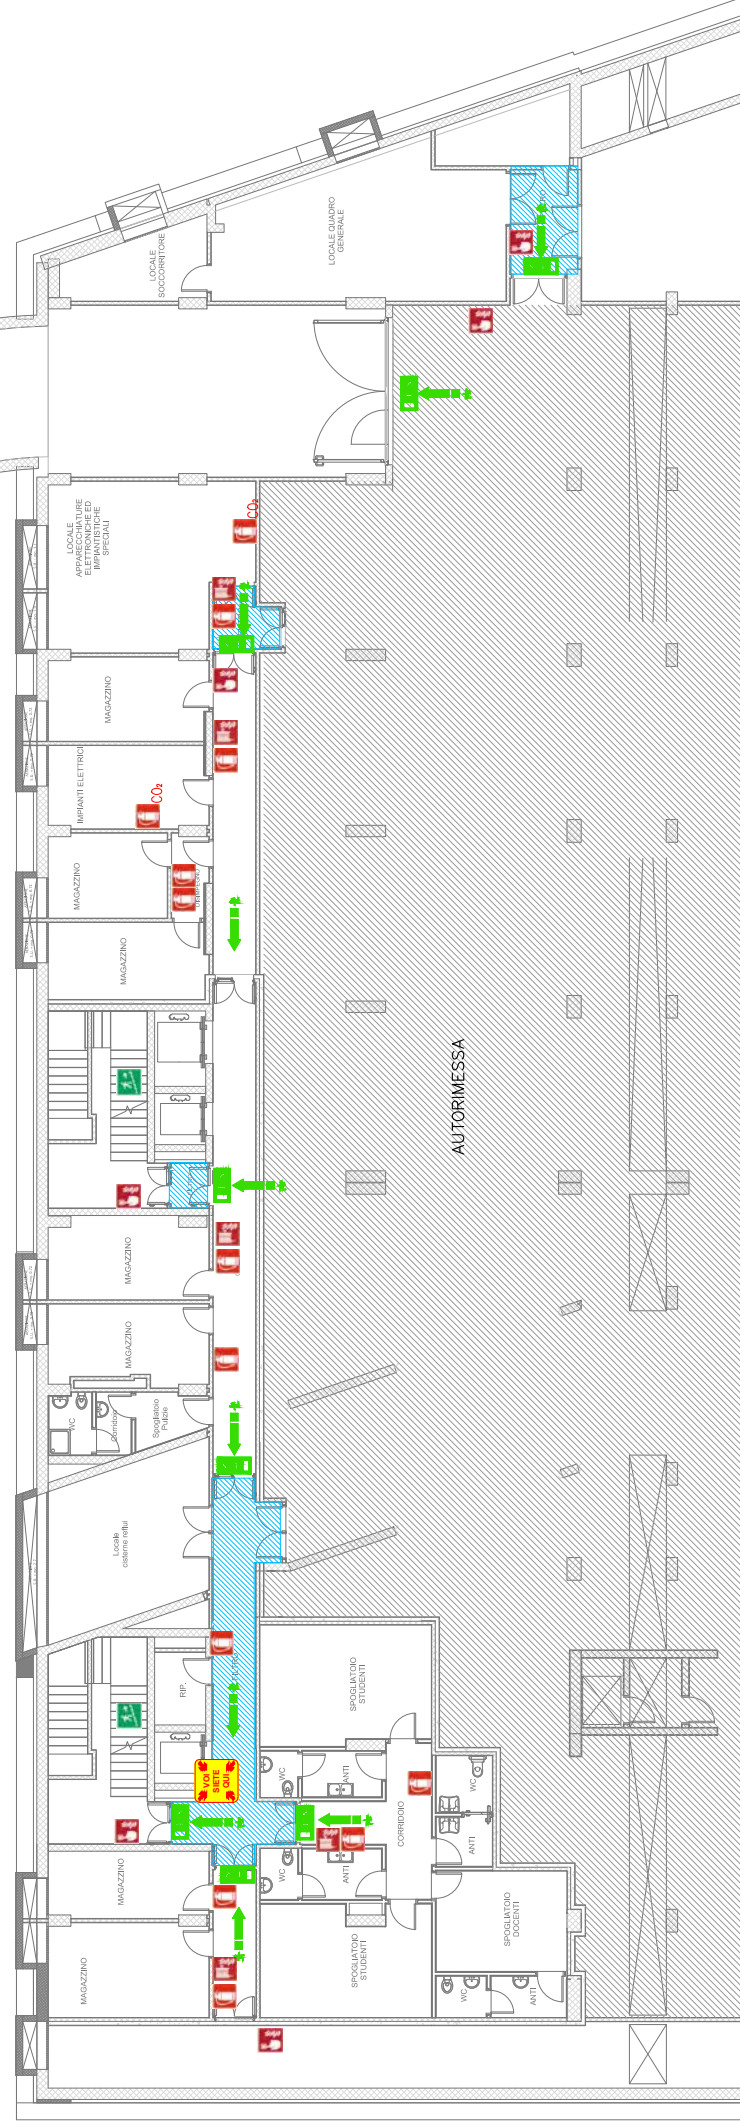 LOCALE QUADRO
GENERALE
LOCALE
SOCCORRITORE
LOCALE
APPARECCHIATURE
ELETTRONICHE ED
IMPIANTISTICHE
SPECIALI
CO₂
MAGAZZINO
IMPIANTI ELETTRICI
CO₂
MAGAZZINO
MAGAZZINO
AUTORIMESSA
MAGAZZINO
MAGAZZINO
WC
Corridoio
Spogliatoio
Pulizie
Locale
cisterne reflui
FILTRO
RIP.
SPOGLIATOIO
STUDENTI
VOI
SIETE
QUI
WC
ANTI
WC
CORRIDOIO
ANTI
WC
ANTI
MAGAZZINO
MAGAZZINO
SPOGLIATOIO
STUDENTI
SPOGLIATOIO
DOCENTI
WC
ANTI